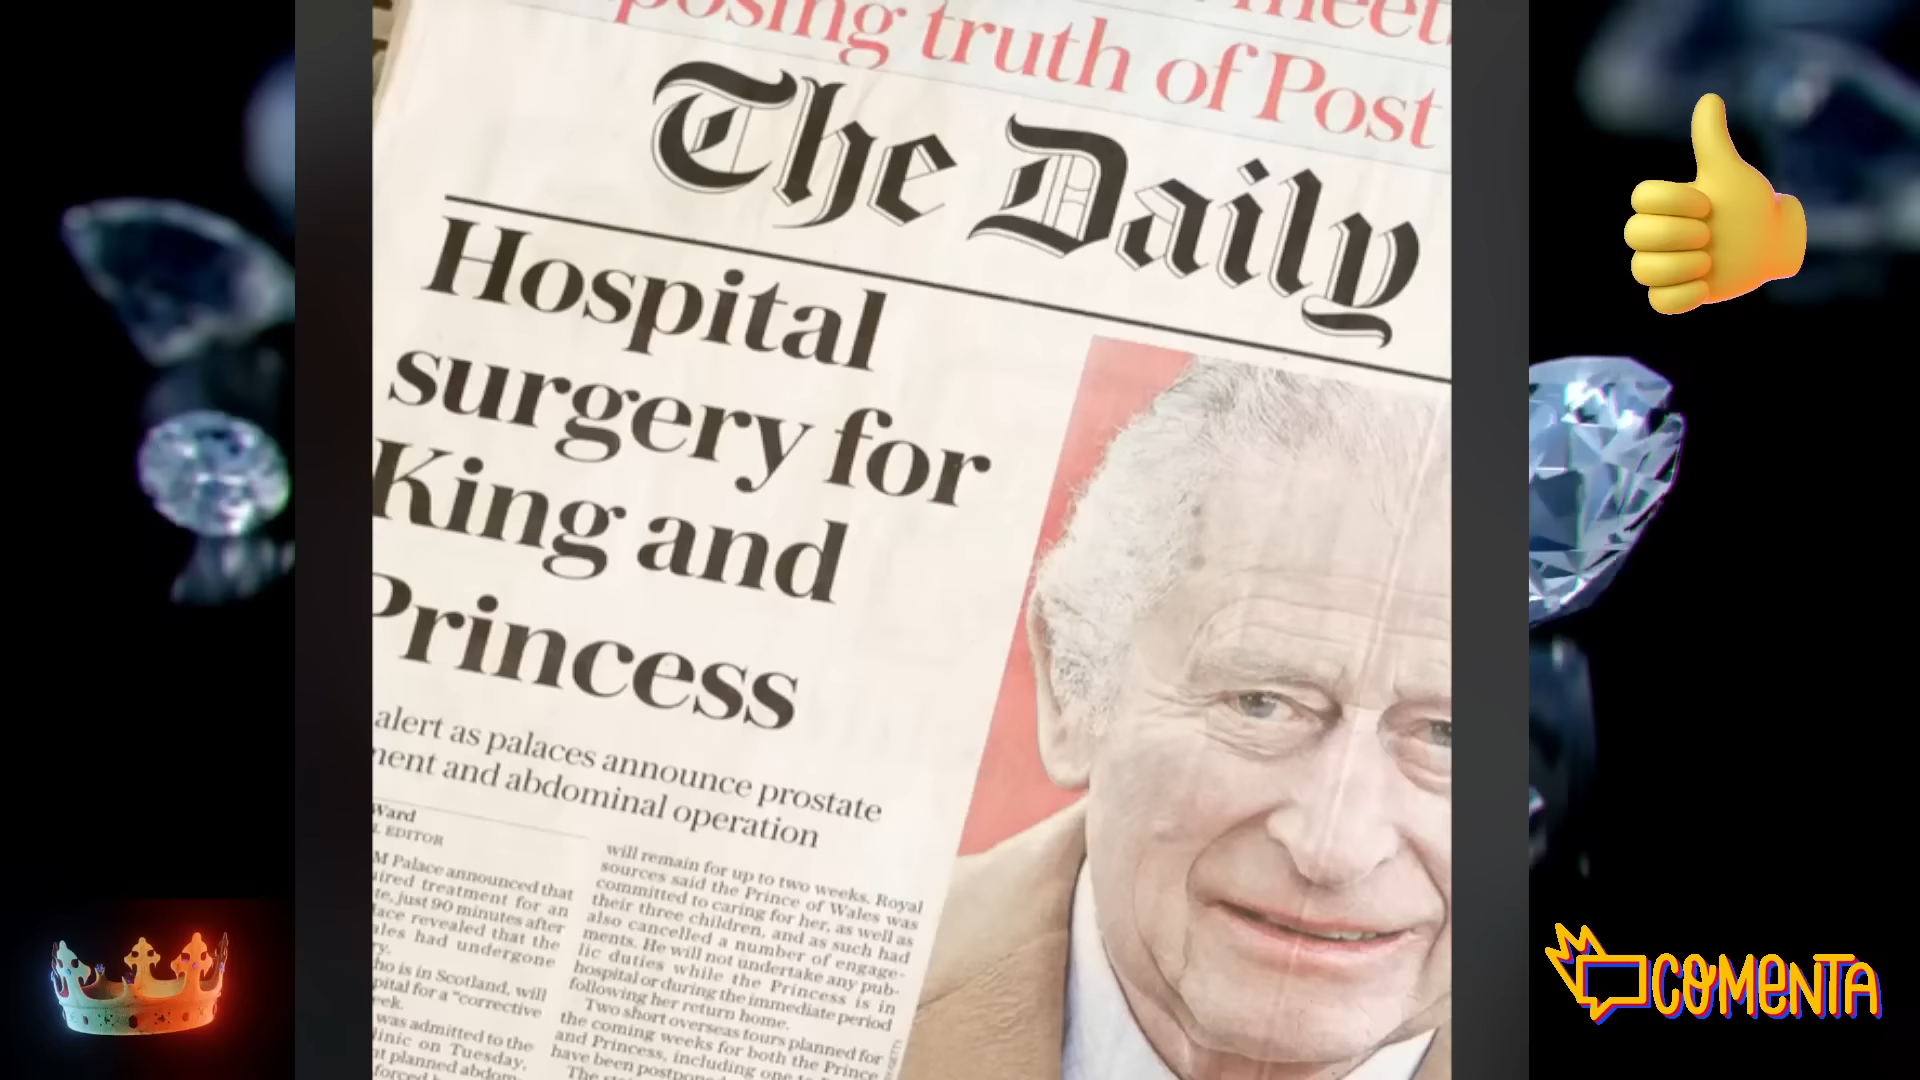 posing truth of Post
The Daily
Hospital
surgery for
King and
Princess
alert as palaces announce prostate
ment and abdominal operation
Ward
EDITOR
M Palace announced that
uired treatment for an
te, just 90 minutes after
lace revealed that the
ales had undergone
ry.
ho is in Scotland, will
pital for a “corrective
eek.
was admitted to the
linic on Tuesday,
nt planned abdom-
forced
will remain for up to two weeks. Royal
sources said the Prince of Wales was
committed to caring for her, as well as
their three children, and as such had
also cancelled a number of engage-
ments. He will not undertake any pub-
lic duties while the Princess is in
hospital or during the immediate period
following her return home.
Two short overseas tours planned for
the coming weeks for both the Prince
and Princess, including one to
have been postponed
COMENTA